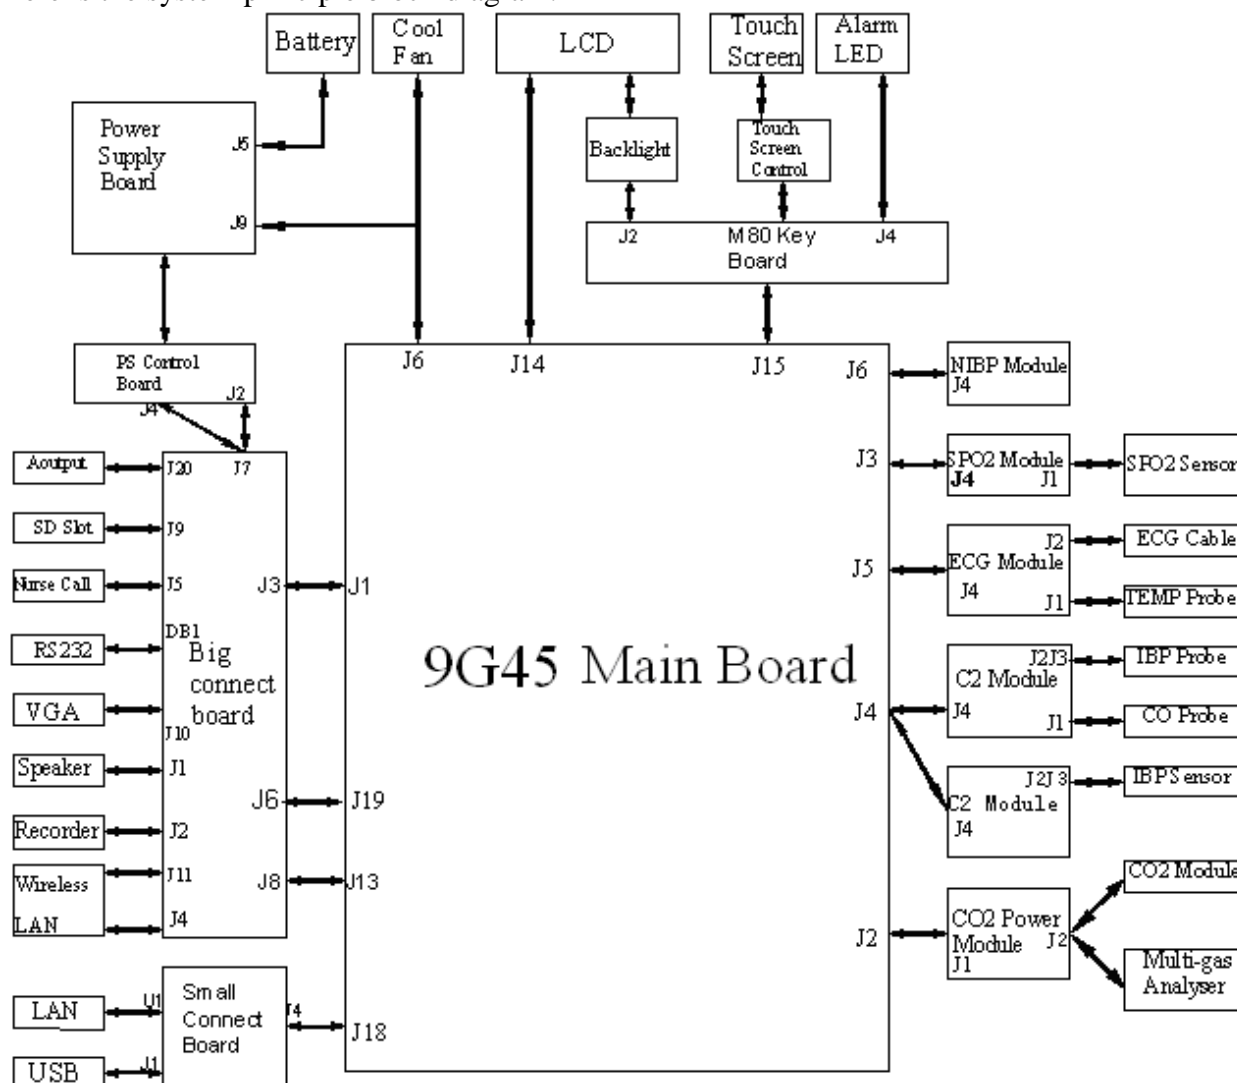 Battery
Cool
Fan
LCD
Touch
Screen
Alarm
LED
Power
Supply
Board
J5
J9
Backlight
Touch
Screen
Control
J2
M80 Key
Board
J4
PS Control
Board
J2
J4
J6
J14
J15
J6
NIBP Module
J4
Aoutput
J20
J7
J3
SPO2 Module
J4
J1
SPO2 Sensor
SD Slot
J9
J2
ECG Cable
Nurse Call
J5
J3
J1
J5
ECG Module
J4
J1
TEMP Probe
RS232
DB1
Big
connect
board
9G45 Main Board
J2J3
IBP Probe
C2 Module
VGA
J10
J4
J4
J1
CO Probe
Speaker
J1
J2J3
IBPSensor
J6
J19
C2 Module
J4
Recorder
J2
Wireless
LAN
J11
J4
J8
J13
CO2 Module
J2
CO2 Power
Module
J1
J2
Multi-gas
Analyser
LAN
U1
Small
Connect
Board
J4
J18
USB
J1